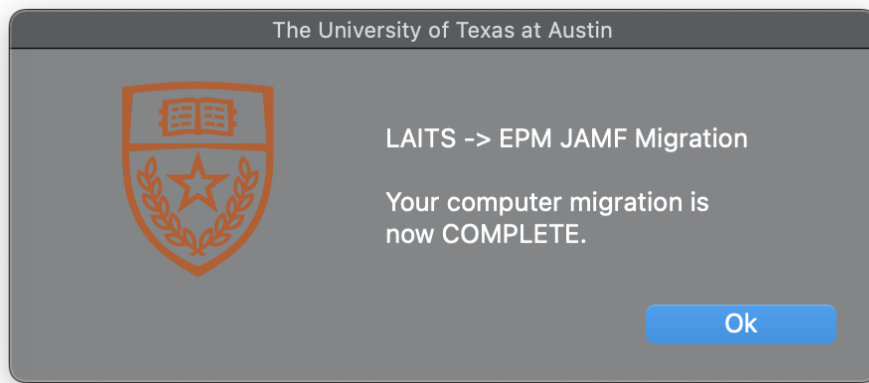 The University of Texas at Austin
LAITS -> EPM JAMF Migration
Your computer migration is
now COMPLETE.
Ok